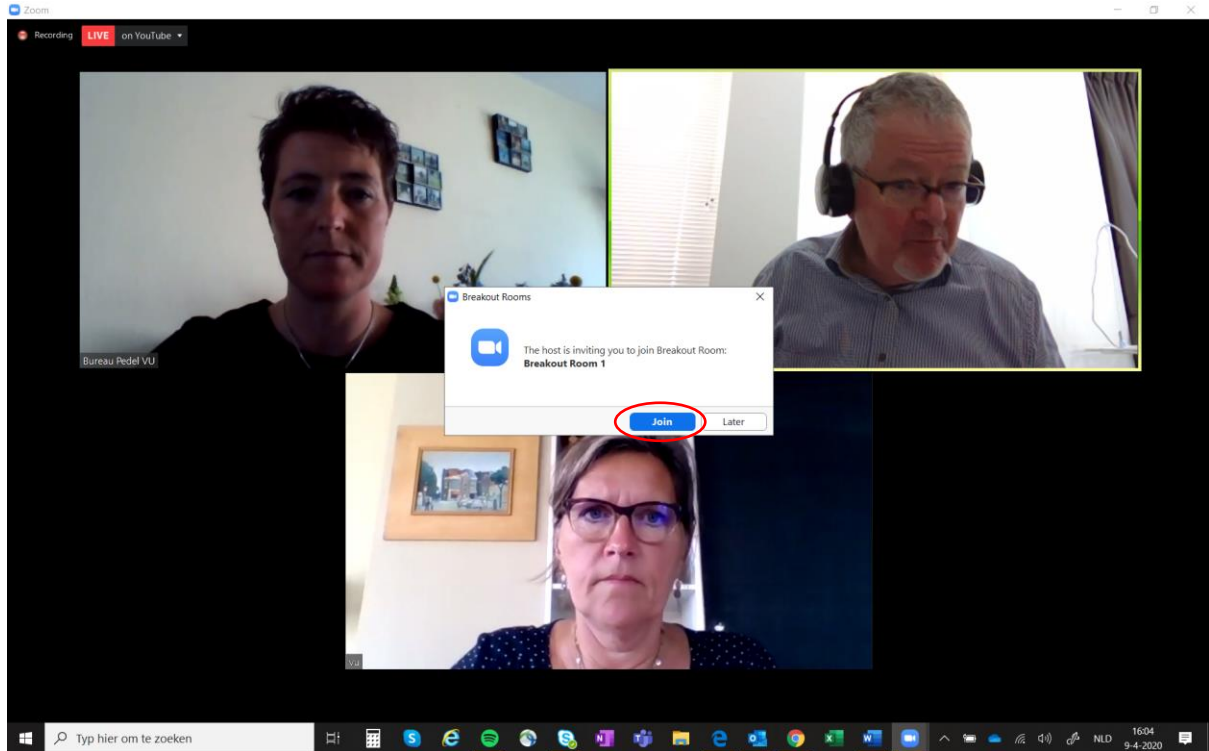 Zoom
Recording LIVE on YouTube
Breakout Rooms
The host is inviting you to join Breakout Room:
Breakout Room 1
Join Later
Bureau Pedel VU
Vu
Typ hier om te zoeken
NLD
16:04
9-4-2020